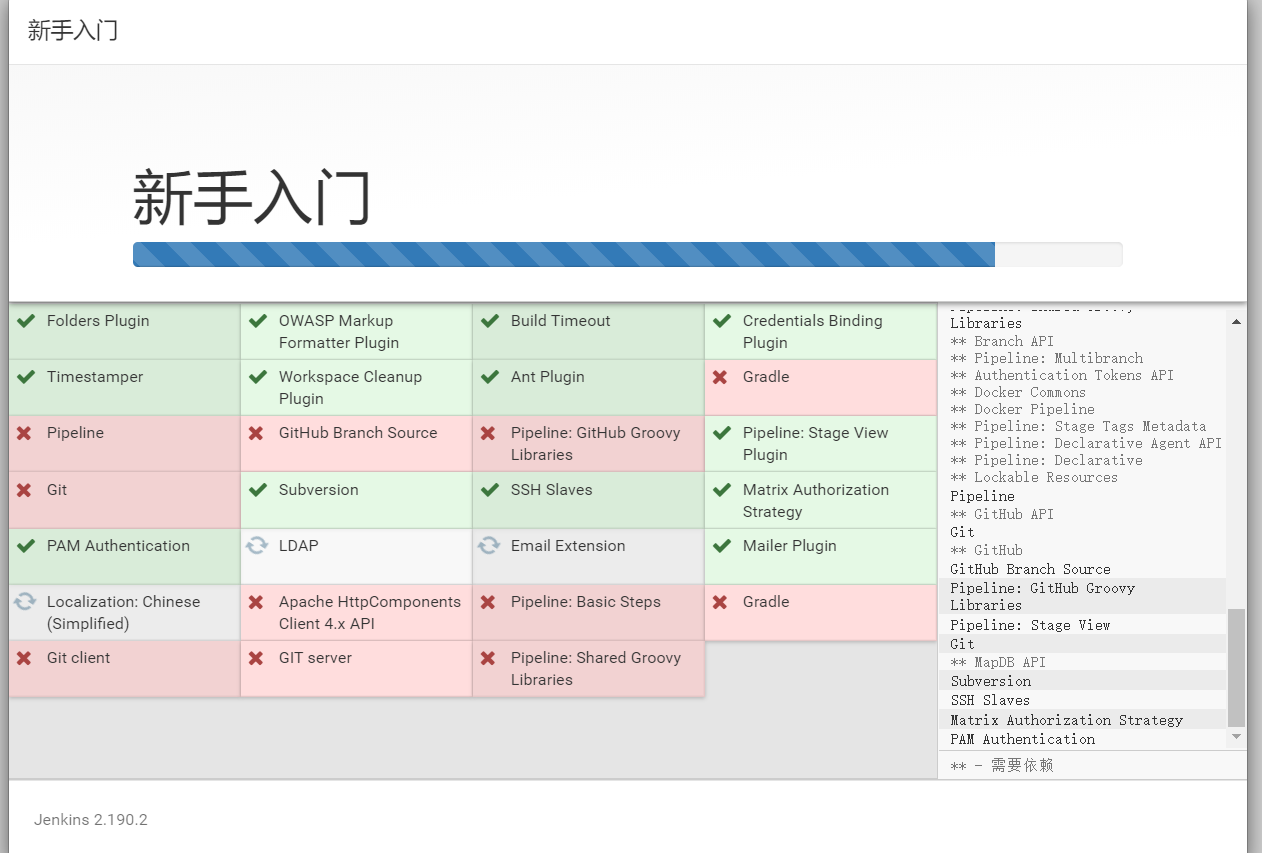 新手入门
新手入门
Folders Plugin
OWASP Markup
Formatter Plugin
Build Timeout
Credentials Binding
Plugin
Timestamper
Workspace Cleanup
Plugin
Ant Plugin
Gradle
Pipeline
GitHub Branch Source
Pipeline: GitHub Groovy
Libraries
Pipeline: Stage View
Plugin
Git
Subversion
SSH Slaves
Matrix Authorization
Strategy
PAM Authentication
LDAP
Email Extension
Mailer Plugin
Localization: Chinese
(Simplified)
Apache HttpComponents
Client 4.x API
Pipeline: Basic Steps
Gradle
Git client
GIT server
Pipeline: Shared Groovy
Libraries
Libraries
** Branch API
** Pipeline: Multibranch
** Authentication Tokens API
** Docker Commons
** Docker Pipeline
** Pipeline: Stage Tags Metadata
** Pipeline: Declarative Agent API
** Pipeline: Declarative
** Lockable Resources
Pipeline
** GitHub API
Git
** GitHub
GitHub Branch Source
Pipeline: GitHub Groovy
Libraries
Pipeline: Stage View
Git
** MapDB API
Subversion
SSH Slaves
Matrix Authorization Strategy
PAM Authentication
** - 需要依赖
Jenkins 2.190.2